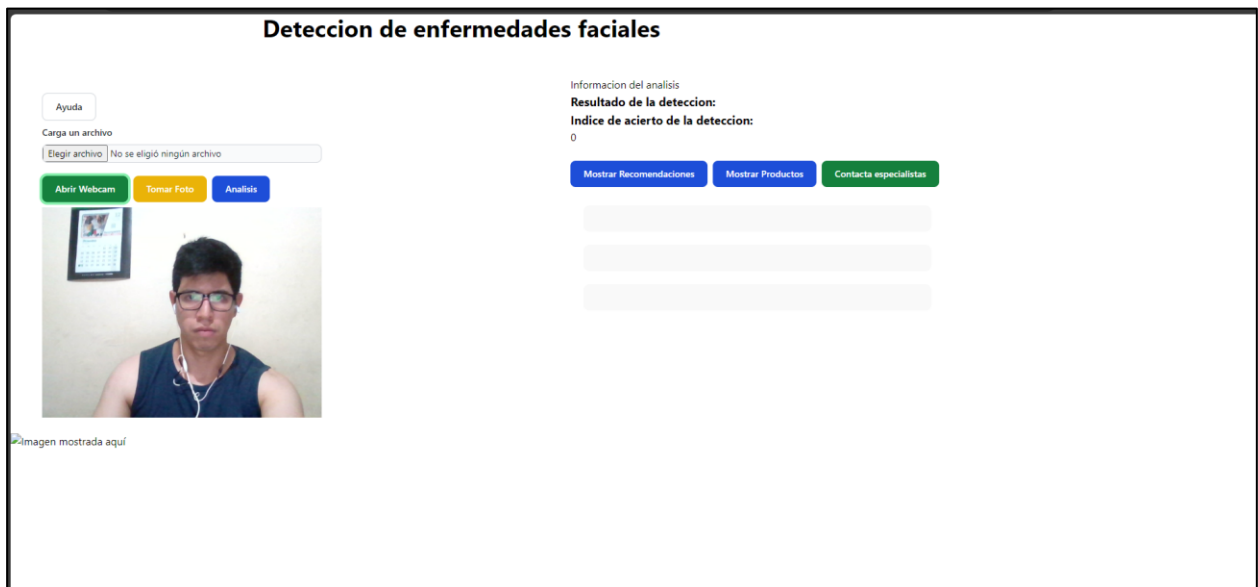 Deteccion de enfermedades faciales
Ayuda
Carga un archivo
Elegir archivo No se eligió ningún archivo
Abrir Webcam Tomar Foto Analisis
Imagen mostrada aquí
Informacion del analisis
Resultado de la deteccion:
Indice de acierto de la deteccion:
0
Mostrar Recomendaciones Mostrar Productos Contacta especialistas